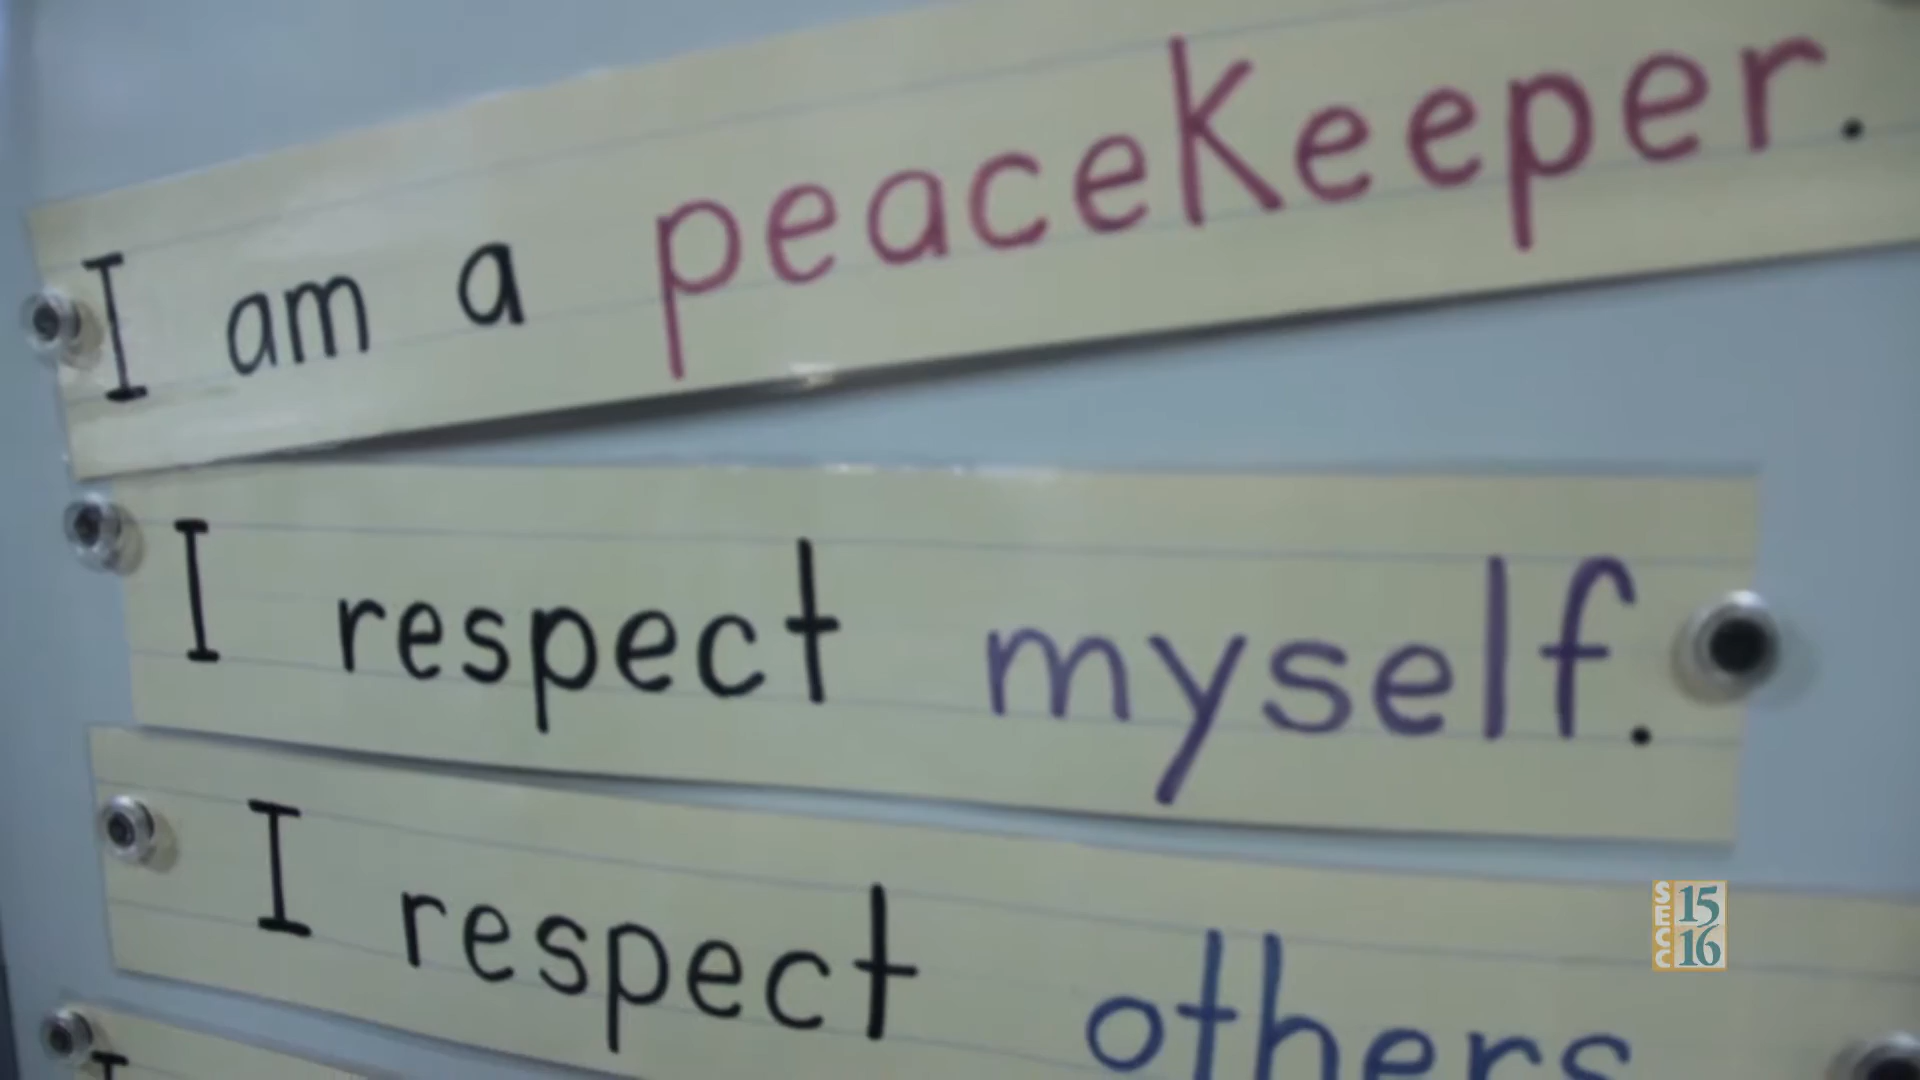 I am a peaceKeeper.
I respect myself.
I respect others
I
SECC
15
16